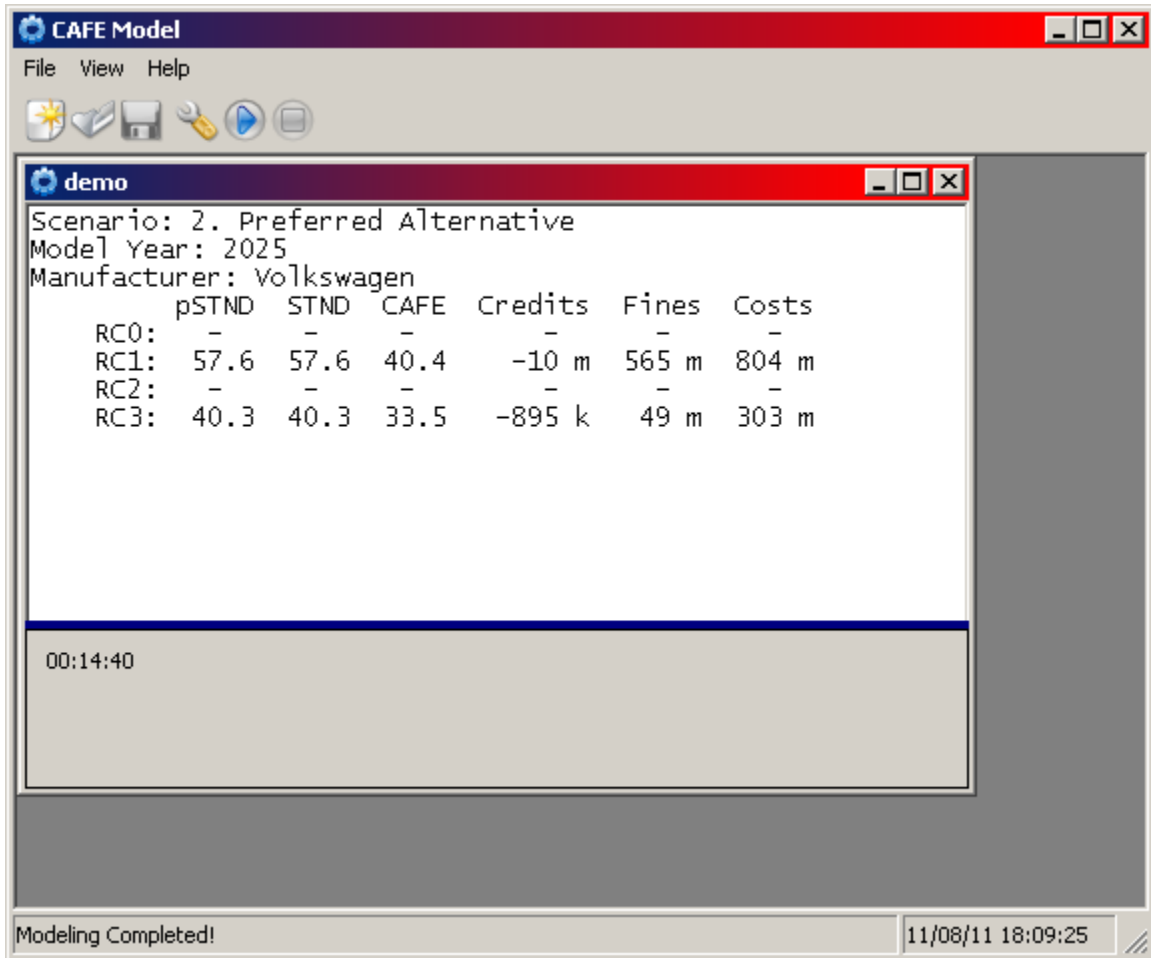 CAFE Model
File View Help
demo
Scenario: 2. Preferred Alternative
Model Year: 2025
Manufacturer: Volkswagen
pSTND STND CAFE Credits Fines Costs
RC0: - - - - - -
RC1: 57.6 57.6 40.4 -10 m 565 m 804 m
RC2: - - - - - -
RC3: 40.3 40.3 33.5 -895 k 49 m 303 m
00:14:40
Modeling Completed! 11/08/11 18:09:25